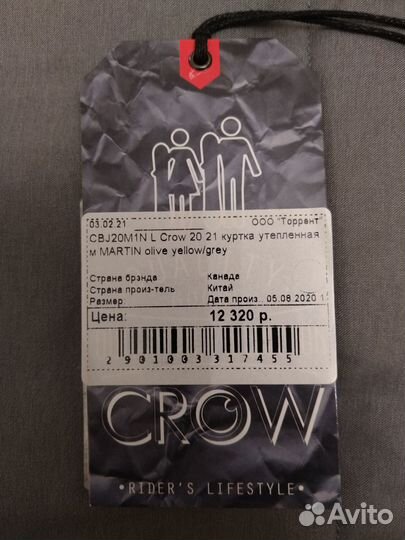 03.02.21 ООО "Торрент"
CBJ20M1N L Crow 20 21 куртка утепленная
м MARTIN olive yellow/grey
Страна брэнда Канада
Страна произ-тель Китай
Размер: Дата произ.: 05.08.2020 1
Цена: 12 320 р.
2 901003 317455
CROW
•RIDER'S LIFESTYLE•
Avito